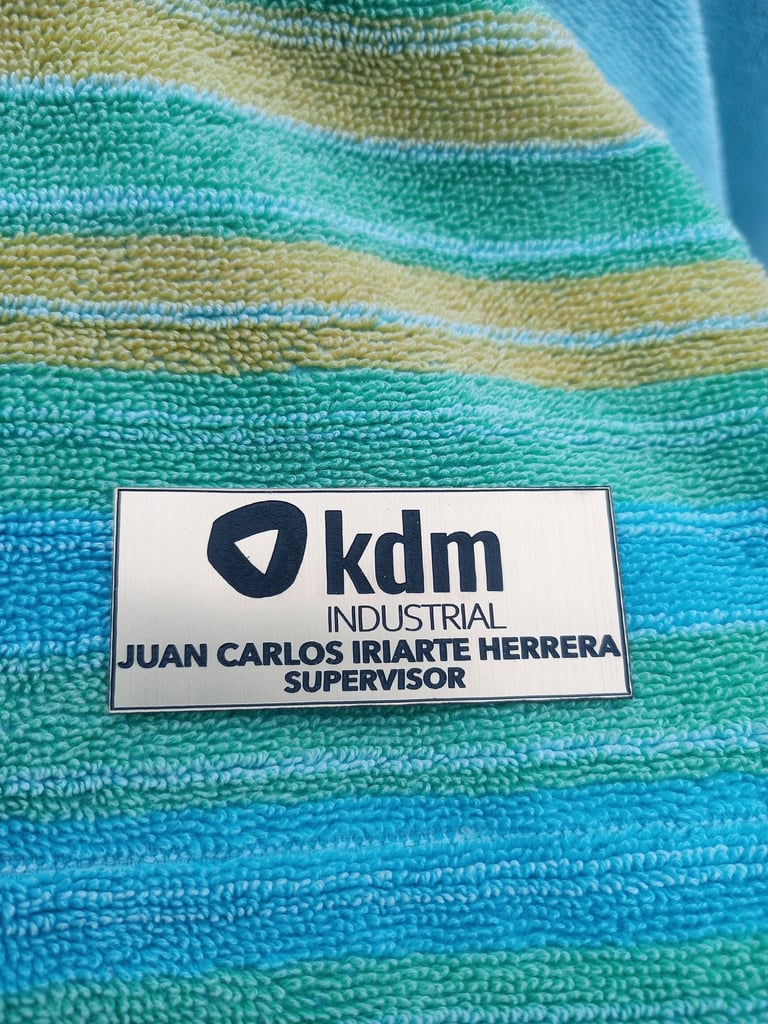 kdm
INDUSTRIAL
JUAN CARLOS IRIARTE HERRERA
SUPERVISOR